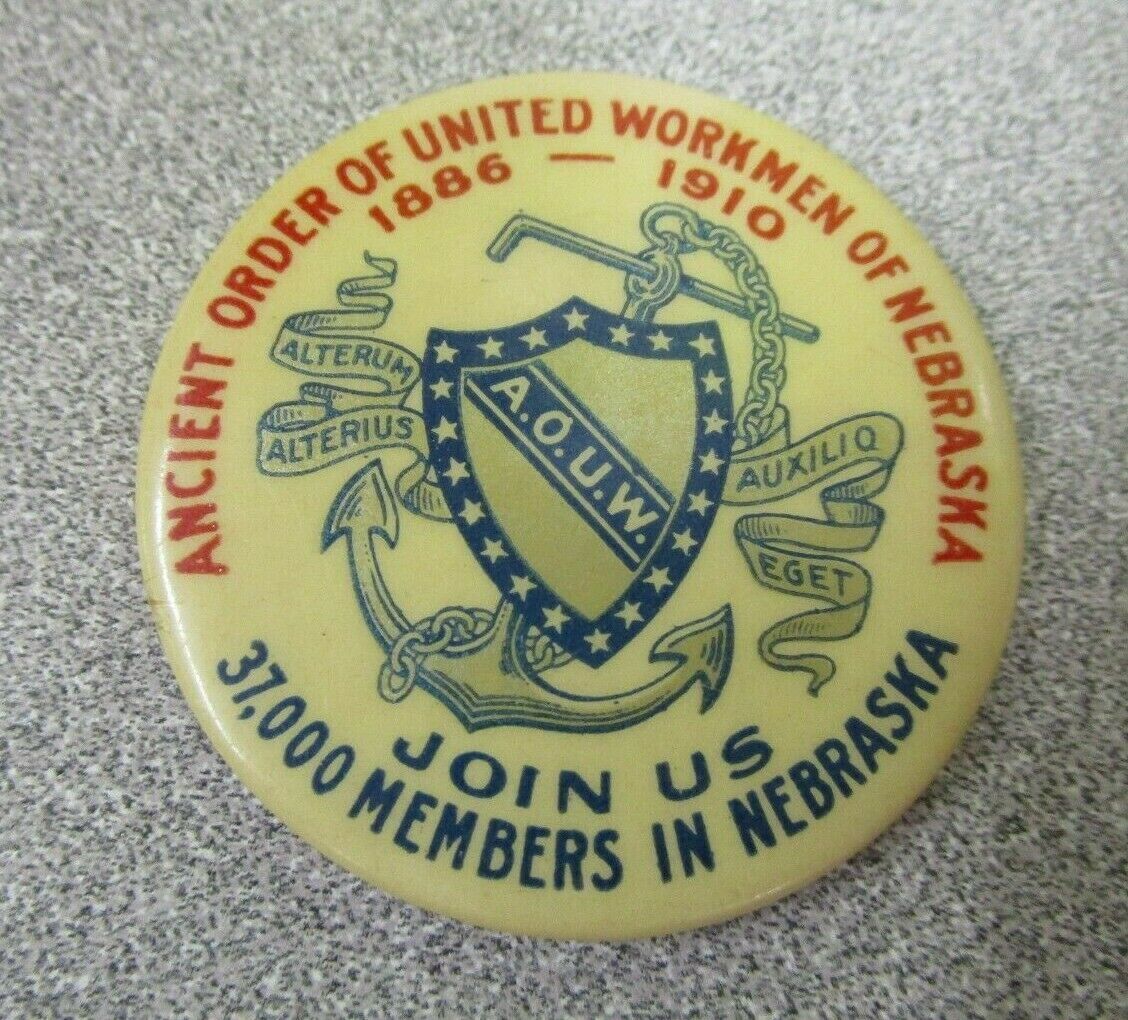 ANCIENT ORDER OF UNITED WORKMEN OF NEBRASKA
1886 — 1910
ALTERUM
ALTERIUS
A.O.U.W.
AUXILIO
EGET
JOIN US
37,000 MEMBERS IN NEBRASKA